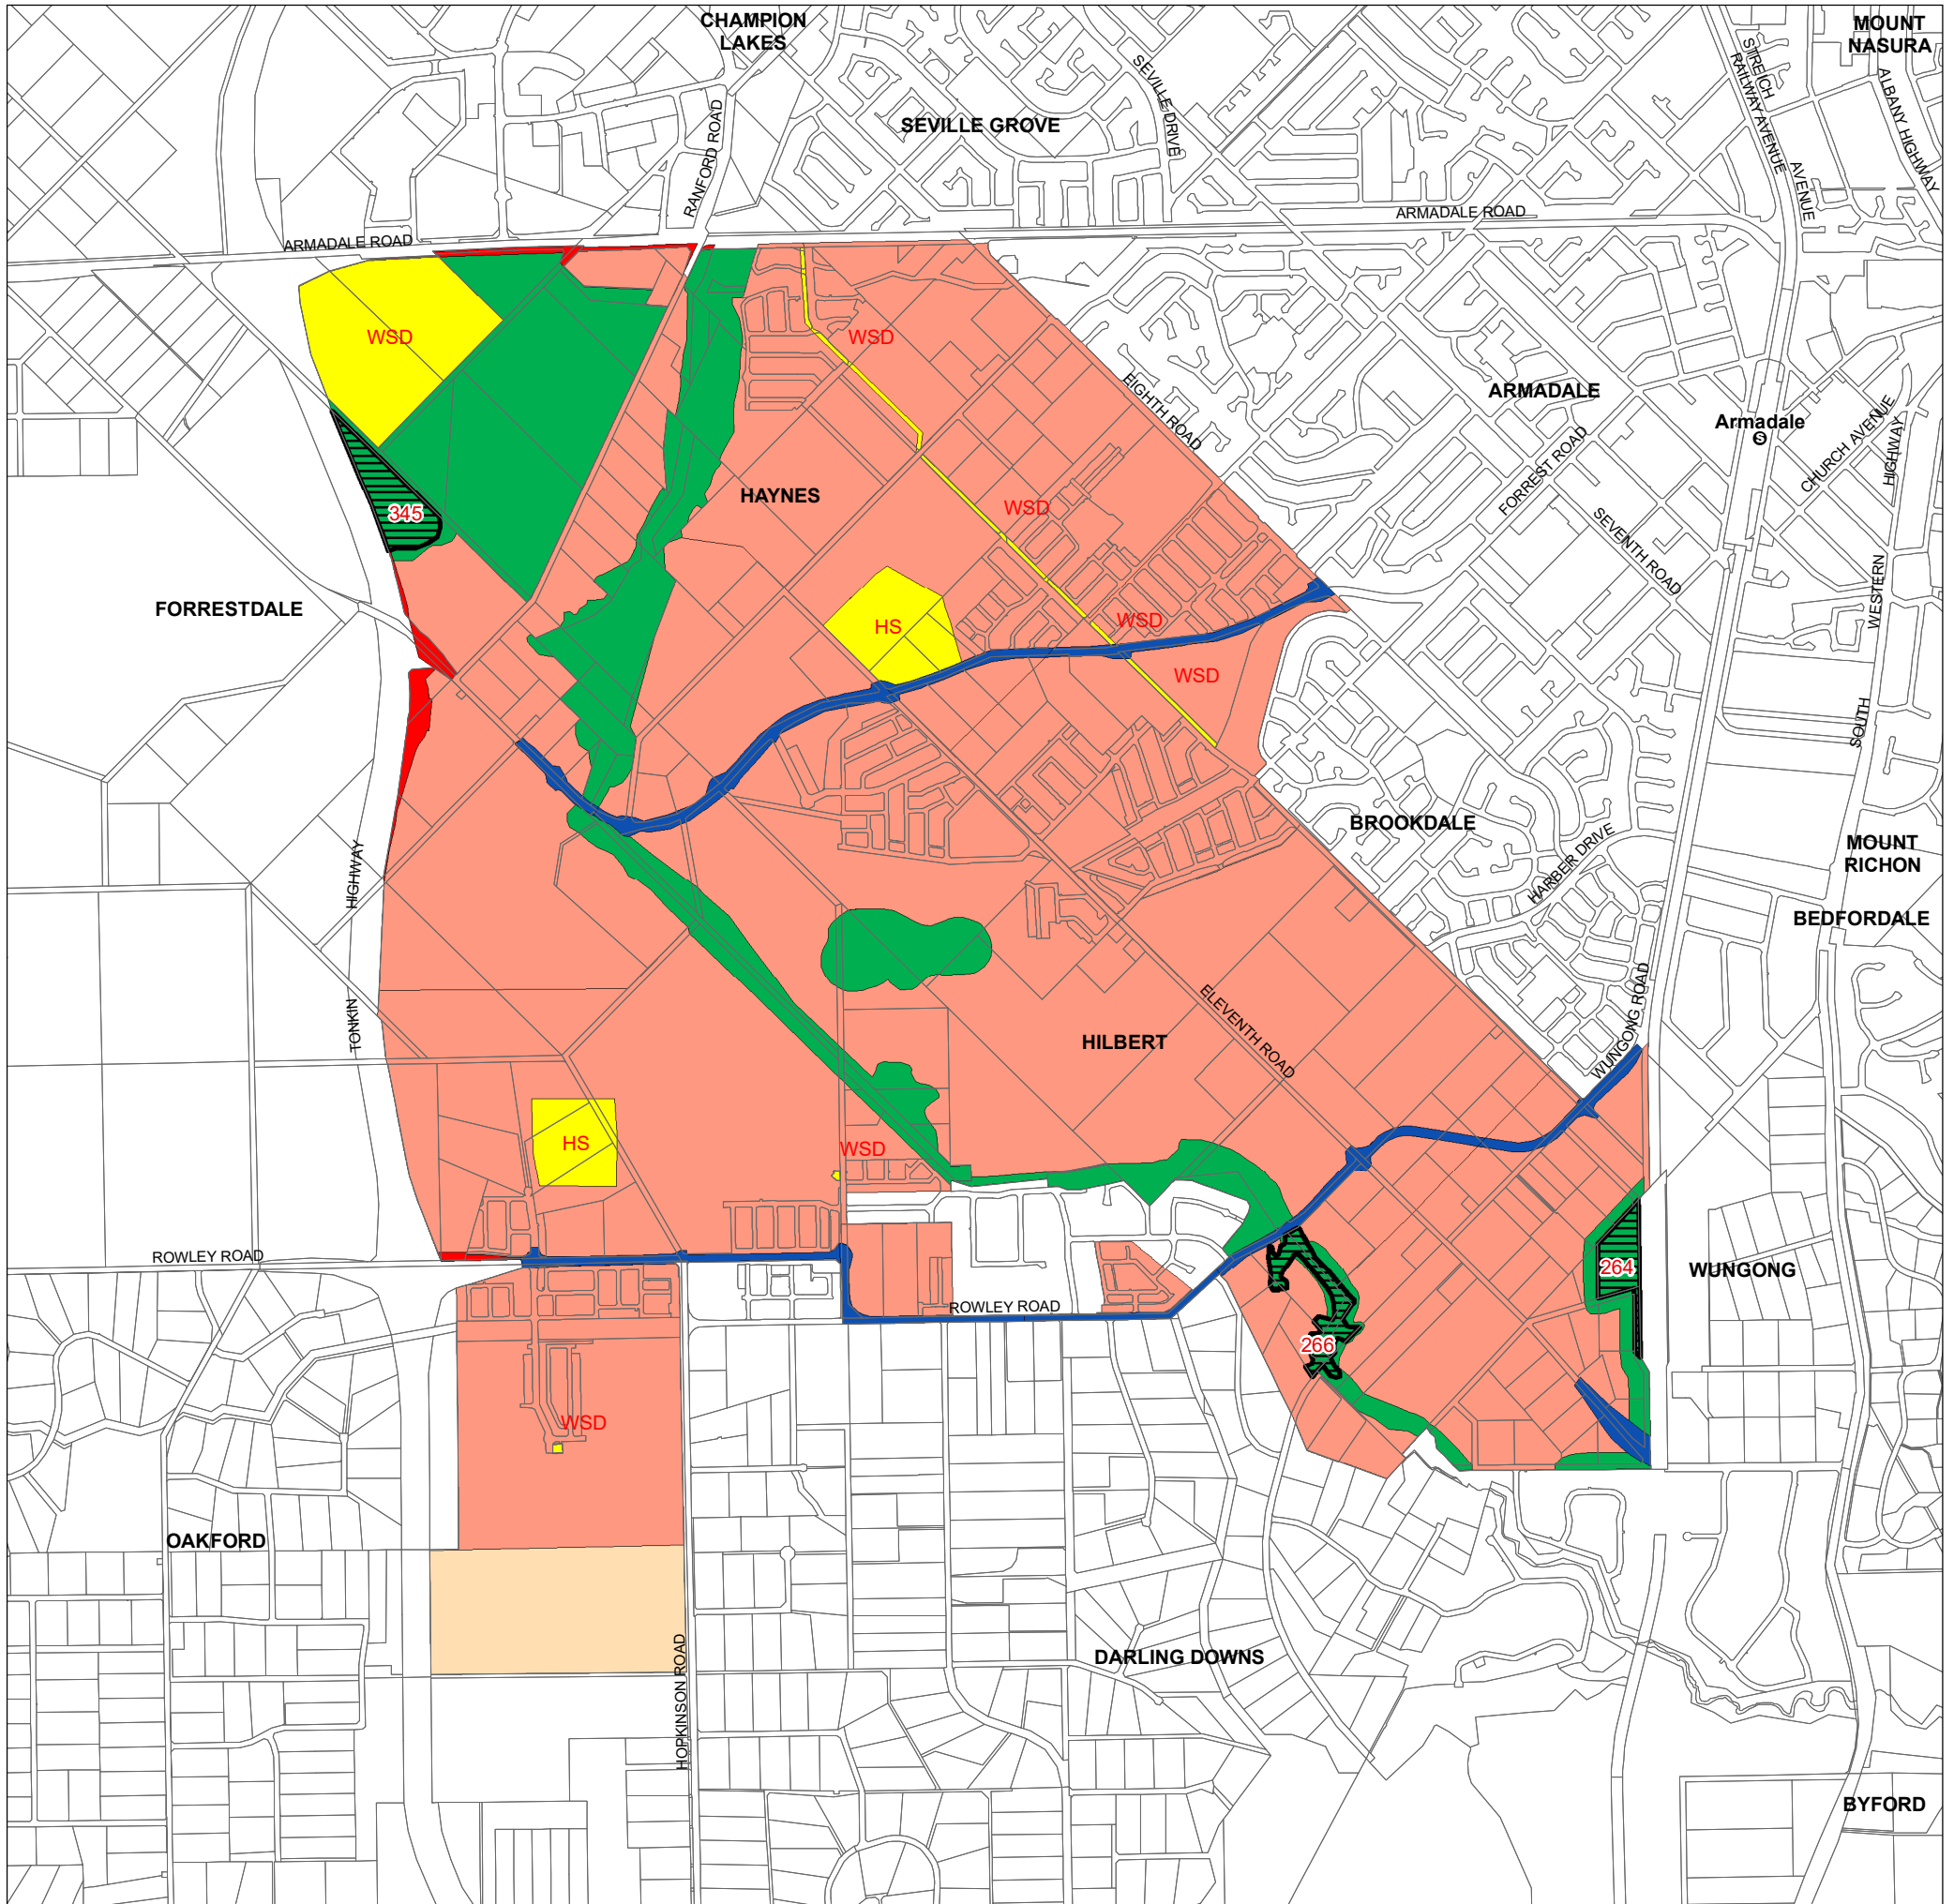 CHAMPION
LAKES
MOUNT
NASURA
STREICH
RAILWAY AVENUE
AVENUE
ALBANY HIGHWAY
SEVILLE DRIVE
SEVILLE GROVE
RANFORD ROAD
ARMADALE ROAD
ARMADALE ROAD
WSD
WSD
EIGHTH ROAD
ARMADALE
Armadale
S
CHURCH AVENUE
HIGHWAY
FORREST ROAD
HAYNES
345
WSD
SEVENTH ROAD
WESTERN
FORRESTDALE
HS
WSD
WSD
SOUTH
BROOKDALE
HARBER DRIVE
MOUNT
RICHON
HIGHWAY
BEDFORDALE
TONKIN
ELEVENTH ROAD
HILBERT
WUNGONG ROAD
HS
WSD
ROWLEY ROAD
264
WUNGONG
ROWLEY ROAD
266
WSD
OAKFORD
HOPKINSON ROAD
DARLING DOWNS
BYFORD